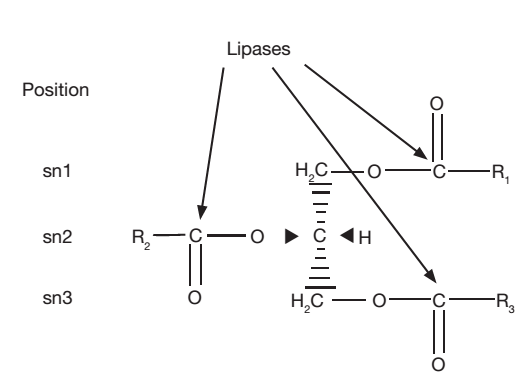 Lipases
Position
O
sn1 H₂C O C R₁
sn2 R₂ C O C H
O
sn3 H₂C O C R₃
O